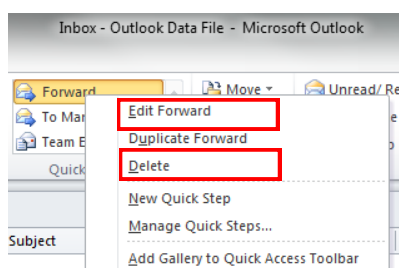 Inbox - Outlook Data File - Microsoft Outlook
Forward
Move
Unread/ Re
To Mar
Team E
Quick
Edit Forward
Duplicate Forward
Delete
New Quick Step
Manage Quick Steps...
Add Gallery to Quick Access Toolbar
Subject